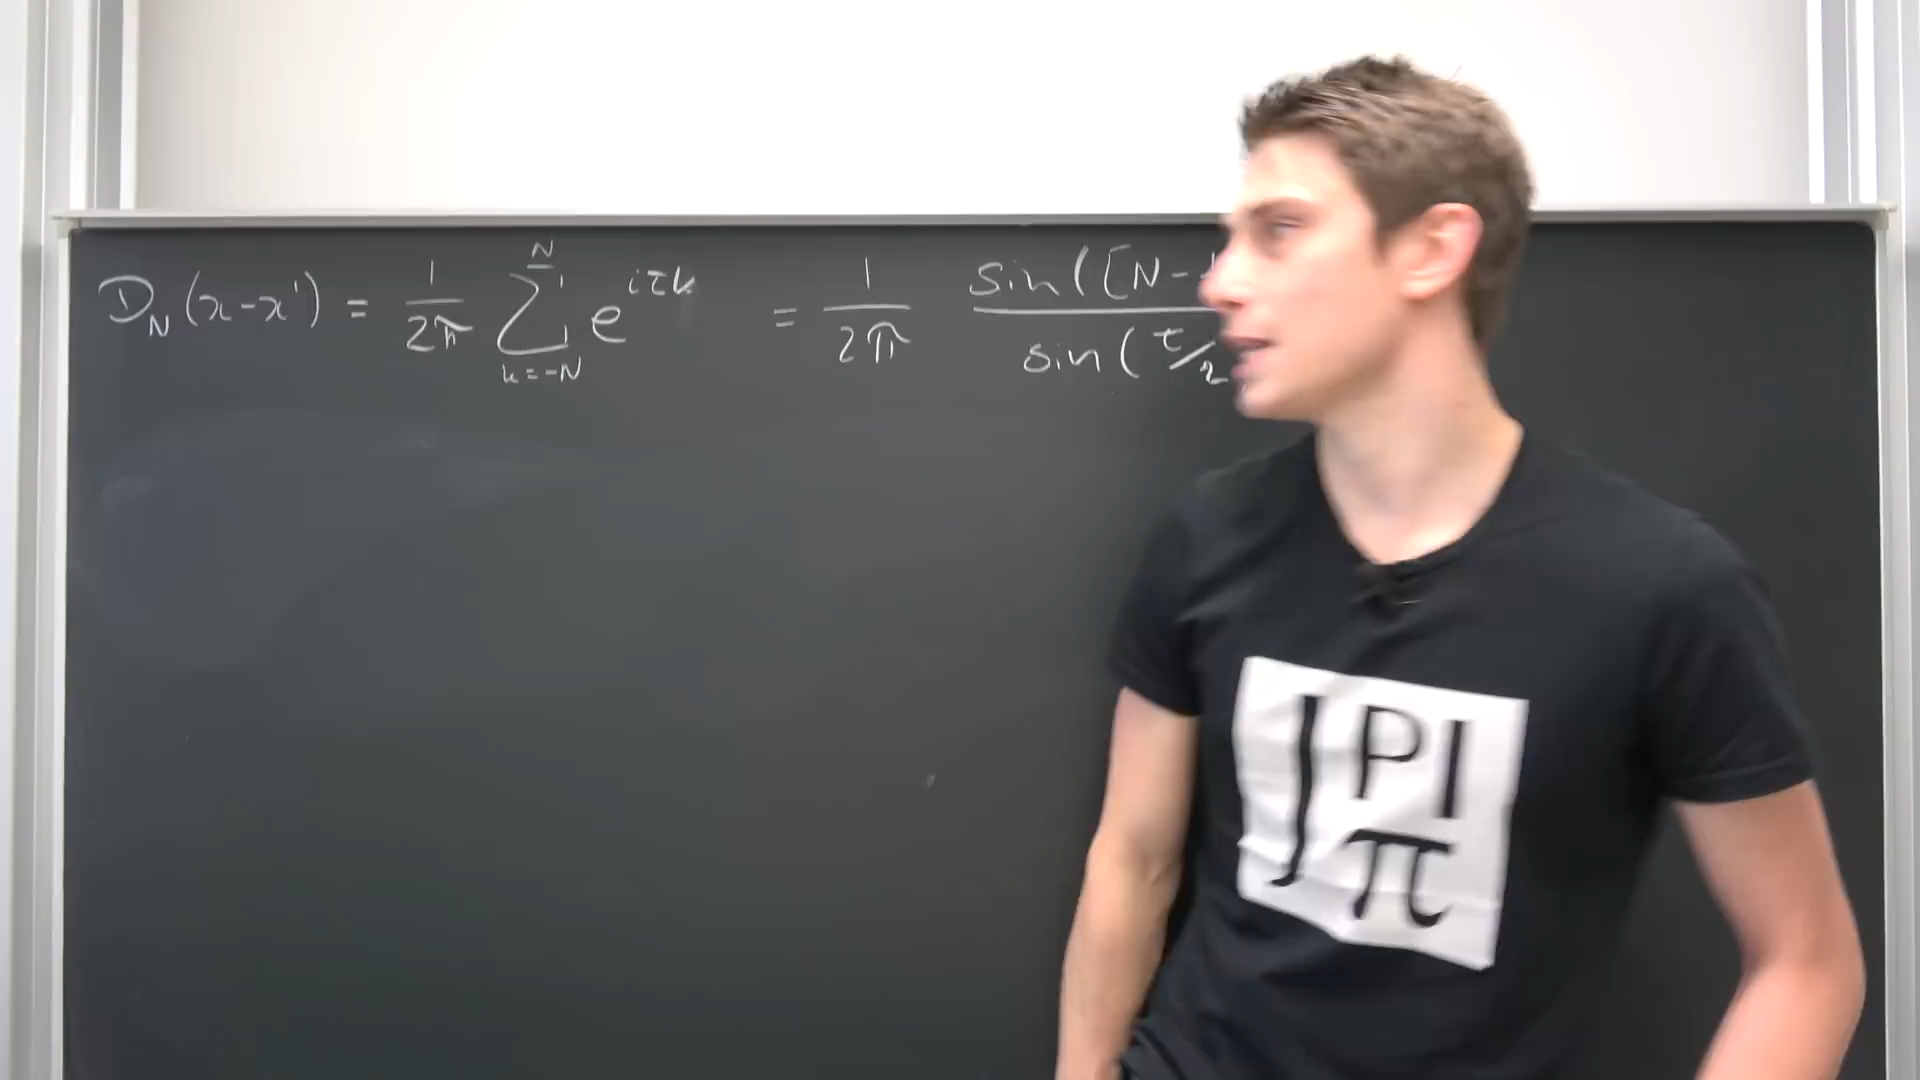 D_N(x-x') = 1/2π ∑_{k=-N}^{N} e^{iτk} = 1/2π sin([N- / sin(τ/2
∫ PI
π